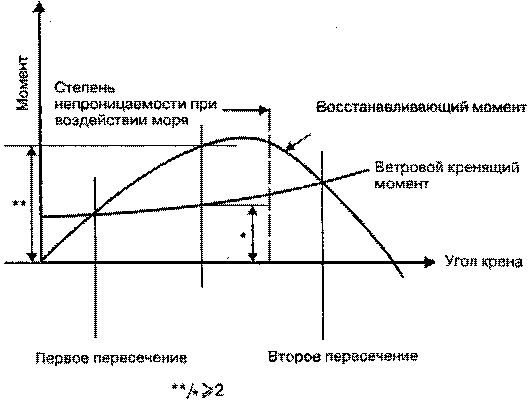 Момент
Степень
непроницаемости при
воздействии моря
Восстанавливающий момент
Ветровой кренящий
момент
**
*
Угол крена
Первое пересечение
Второе пересечение
**/* ⩾ 2